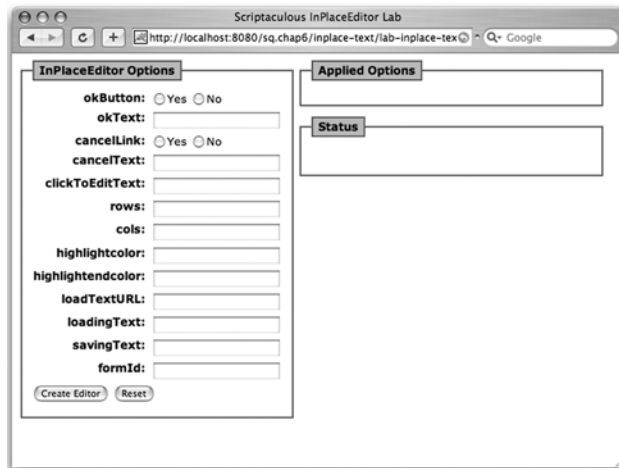 Scriptaculous InPlaceEditor Lab
http://localhost:8080/sq.chap6/inplace-text/lab-inplace-tex
Google
InPlaceEditor Options
okButton: Yes No
okText:
cancelLink: Yes No
cancelText:
clickToEditText:
rows:
cols:
highlightcolor:
highlightendcolor:
loadTextURL:
loadingText:
savingText:
formId:
Create Editor Reset
Applied Options
Status